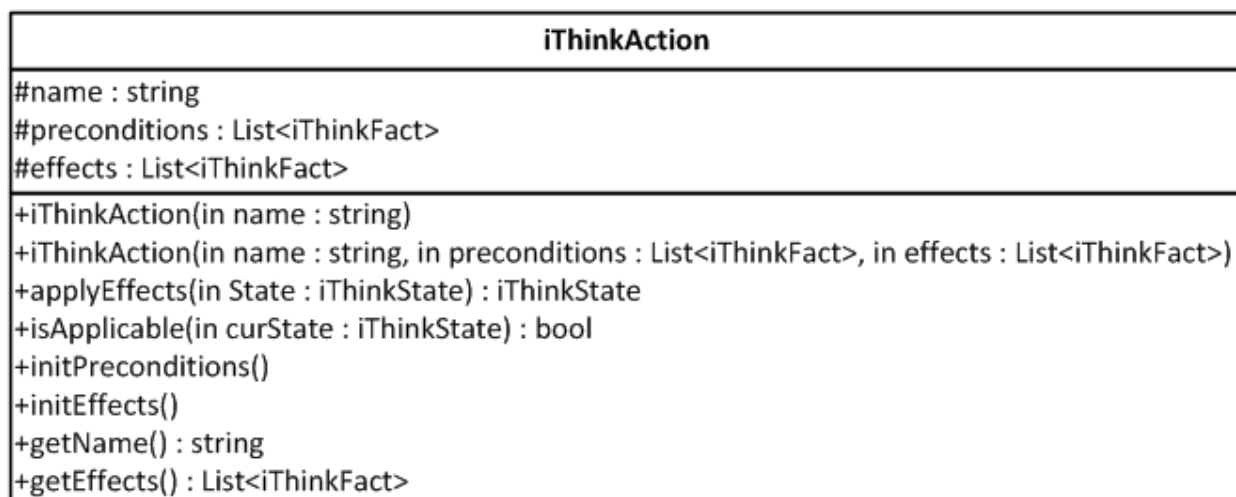 iThinkAction
#name : string
#preconditions : List<iThinkFact>
#effects : List<iThinkFact>
+iThinkAction(in name : string)
+iThinkAction(in name : string, in preconditions : List<iThinkFact>, in effects : List<iThinkFact>)
+applyEffects(in State : iThinkState) : iThinkState
+isApplicable(in curState : iThinkState) : bool
+initPreconditions()
+initEffects()
+getName() : string
+getEffects() : List<iThinkFact>